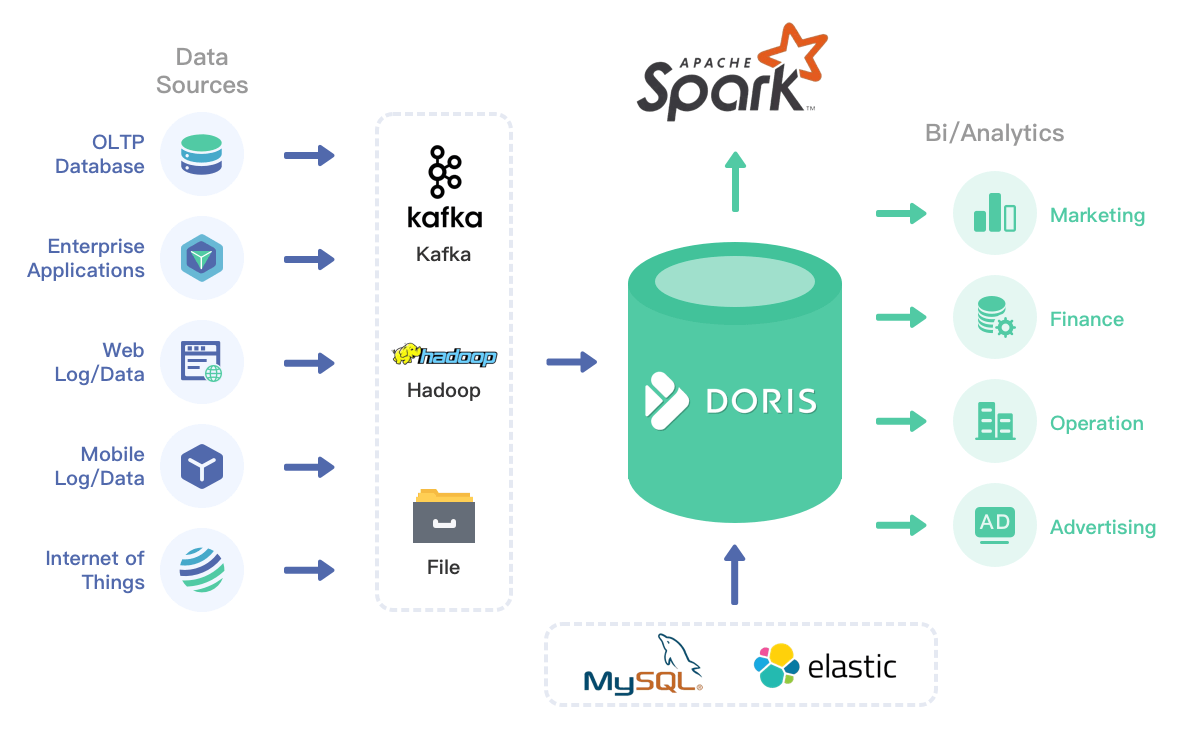 Data
Sources
OLTP
Database
Enterprise
Applications
Web
Log/Data
Mobile
Log/Data
Internet of
Things
kafka
Kafka
hadoop
Hadoop
File
APACHE
Spark™
DORIS
MySQL®
elastic
Bi/Analytics
Marketing
Finance
Operation
AD
Advertising